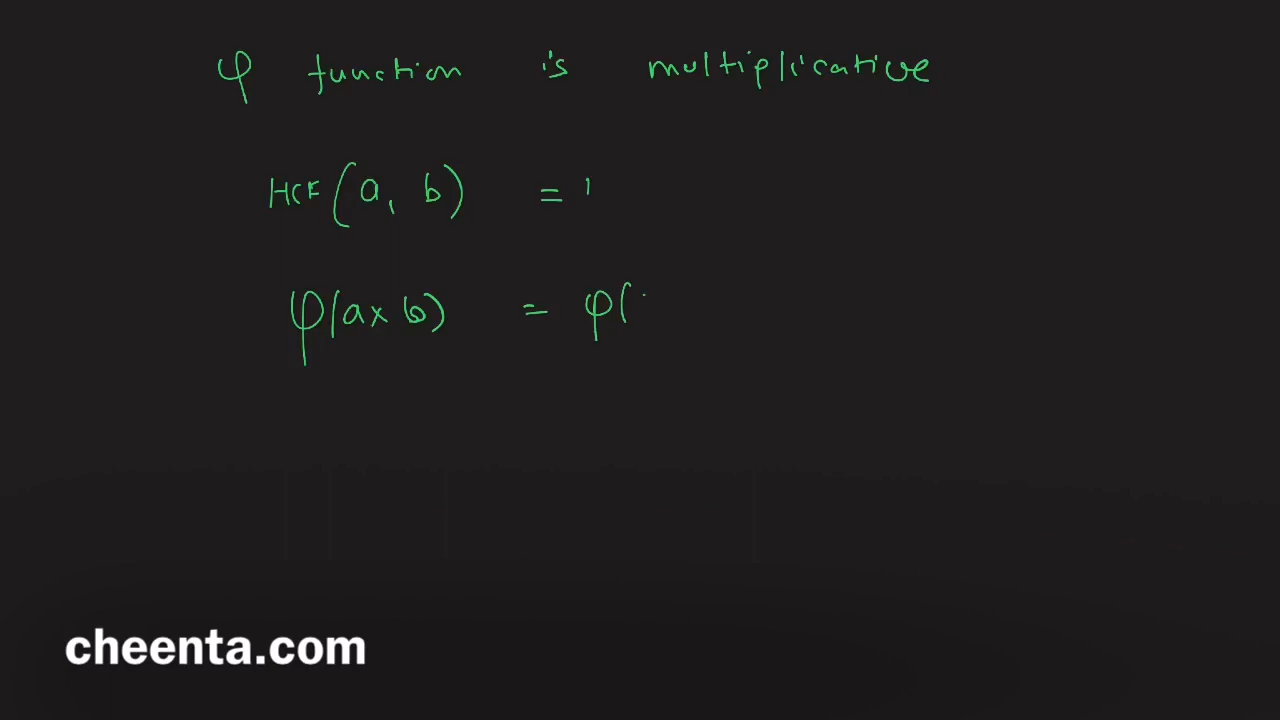 φ function is multiplicative
HCF(a, b) = 1
φ(a x b) = φ(
cheenta.com